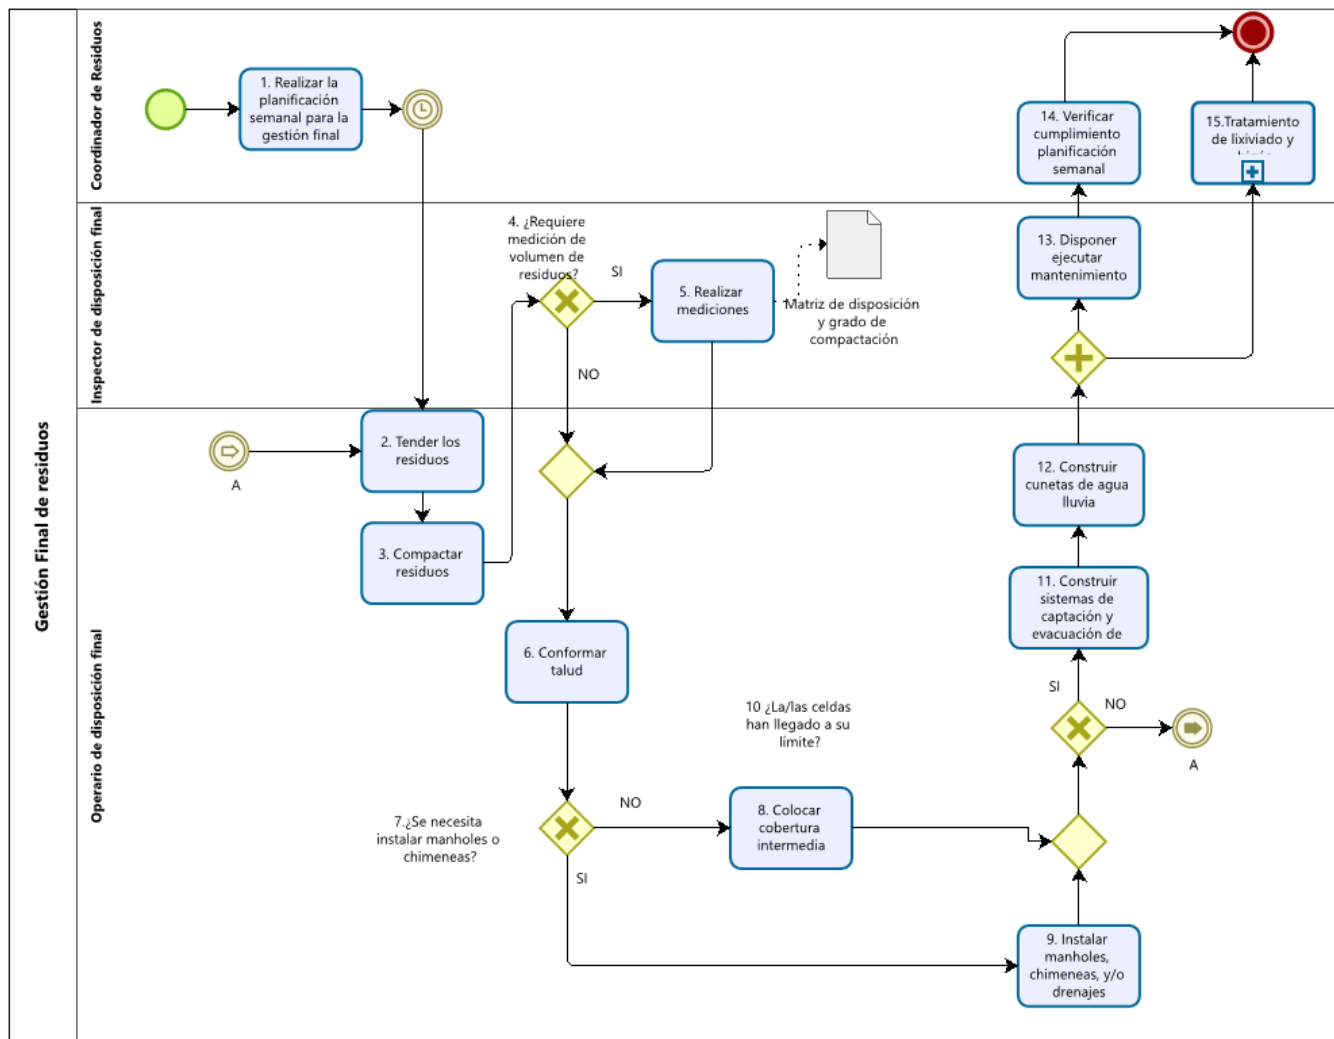 Gestión Final de residuos
Coordinador de Residuos
1. Realizar la
planificación
semanal para la
gestión final
14. Verificar
cumplimiento
planificación
semanal
15.Tratamiento
de lixiviado y
Inspector de disposición final
4. ¿Requiere
medición de
volumen de
residuos?
SI
NO
5. Realizar
mediciones
Matriz de disposición
y grado de
compactación
13. Disponer
ejecutar
mantenimiento
Operario de disposición final
A
2. Tender los
residuos
3. Compactar
residuos
6. Conformar
talud
7.¿Se necesita
instalar manholes o
chimeneas?
NO
SI
8. Colocar
cobertura
intermedia
9. Instalar
manholes,
chimeneas, y/o
drenajes
10 ¿La/las celdas
han llegado a su
límite?
SI
NO
A
11. Construir
sistemas de
captación y
evacuación de
12. Construir
cunetas de agua
lluvia